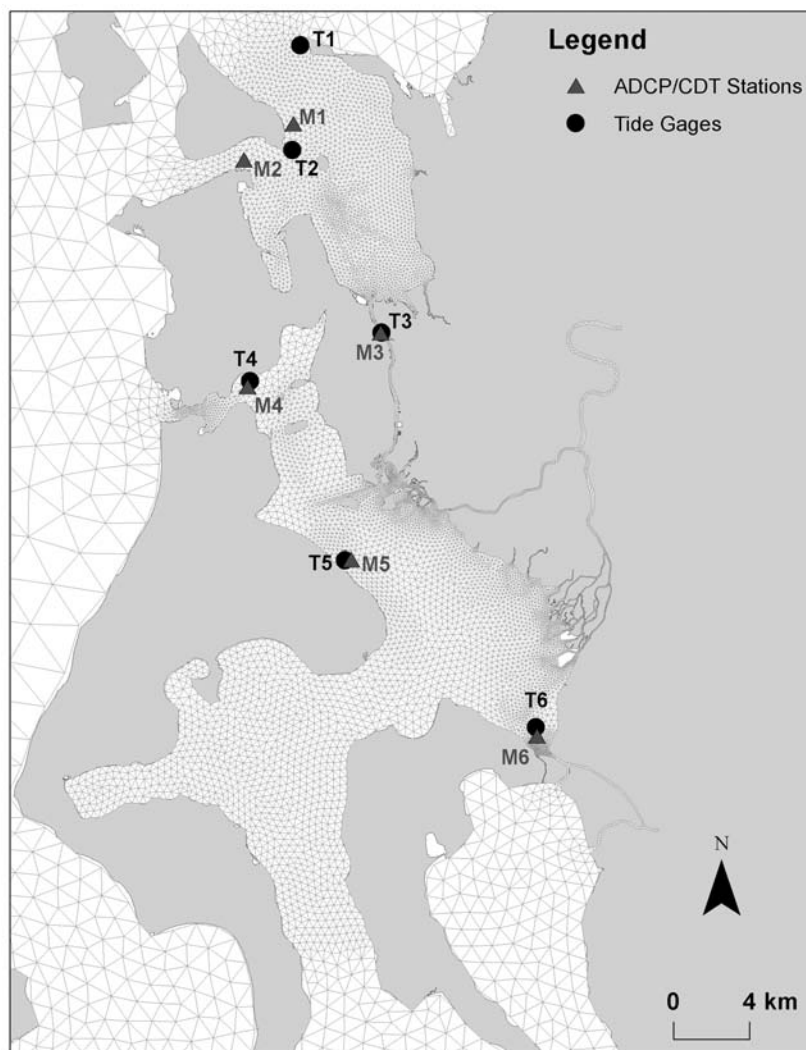 T1
Legend
ADCP/CDT Stations
M1
Tide Gages
M2
T2
T3
M3
T4
M4
T5
M5
T6
M6
N
0 4 km